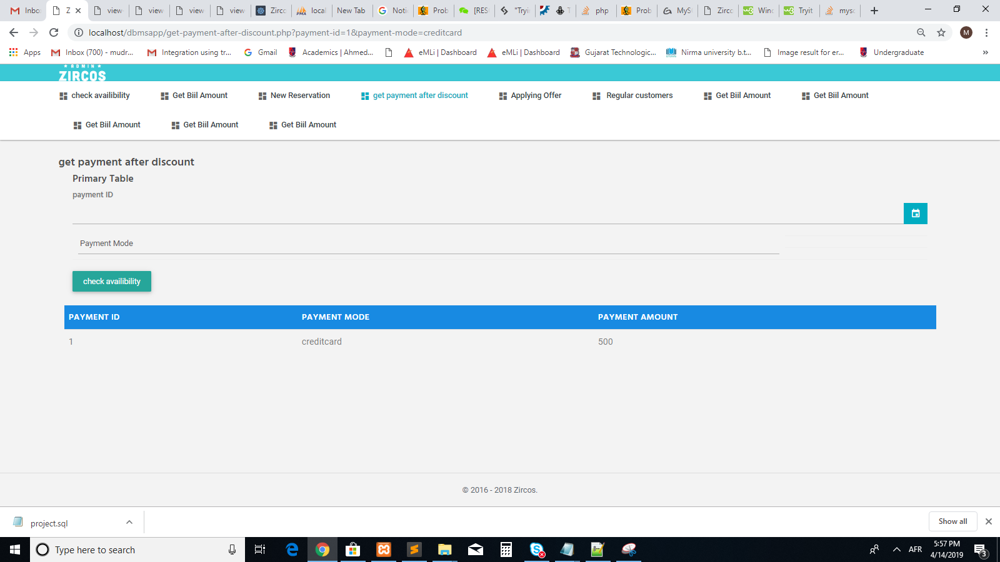 Inbo Z view view view view Zirco local New Tab Noti Prob [RES "Tryi T php Prob MyS Zirco Wind Tryit mysq
localhost/dbmsapp/get-payment-after-discount.php?payment-id=1&payment-mode=creditcard M
Apps Inbox (700) - mudr... Integration using tr... Gmail Academics | Ahmed... eMLi | Dashboard eMLi | Dashboard Gujarat Technologic... Nirma university b.t... Image result for er... Undergraduate »
★ ADMIN ★
ZIRCOS
check availibility Get Biil Amount New Reservation get payment after discount Applying Offer Regular customers Get Biil Amount Get Biil Amount
Get Biil Amount Get Biil Amount Get Biil Amount
get payment after discount
Primary Table
payment ID
Payment Mode
check availibility
PAYMENT ID PAYMENT MODE PAYMENT AMOUNT
1 creditcard 500
© 2016 - 2018 Zircos.
project.sql Show all
Type here to search AFR 5:57 PM
4/14/2019 3